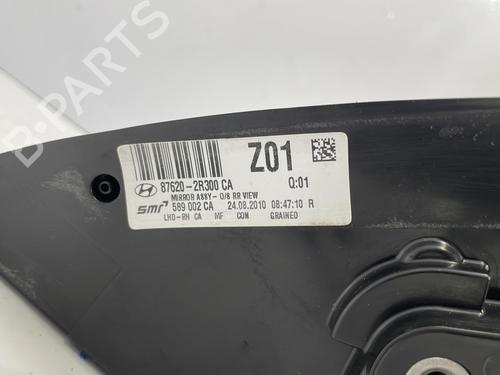 B-PARTS
Z01
87620-2R300 CA
Q:01
MIRROR ASSY- O/S RR VIEW
smr 589 002 CA 24.08.2010 08:47:10 R
LHD-RH CA MF CON GRAINED